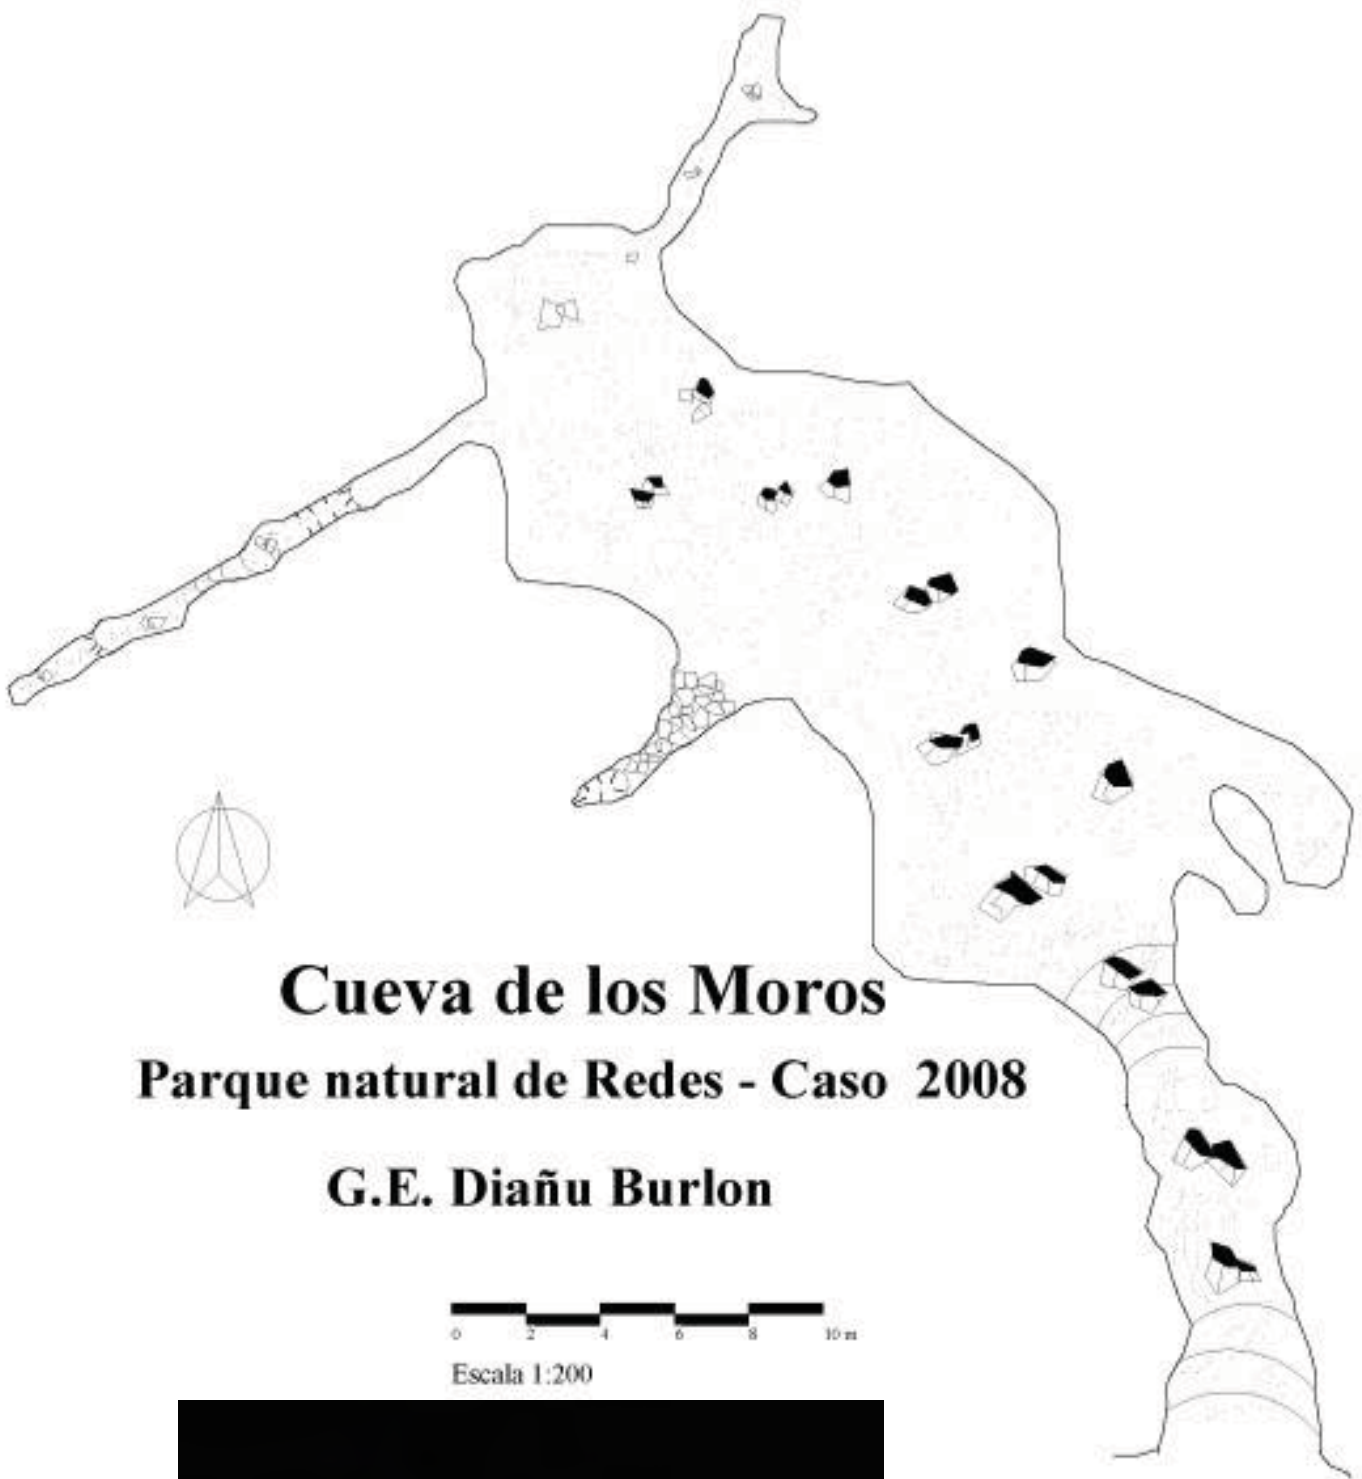 Cueva de los Moros
Parque natural de Redes - Caso 2008
G.E. Diañu Burlon
0 2 4 6 8 10 m
Escala 1:200